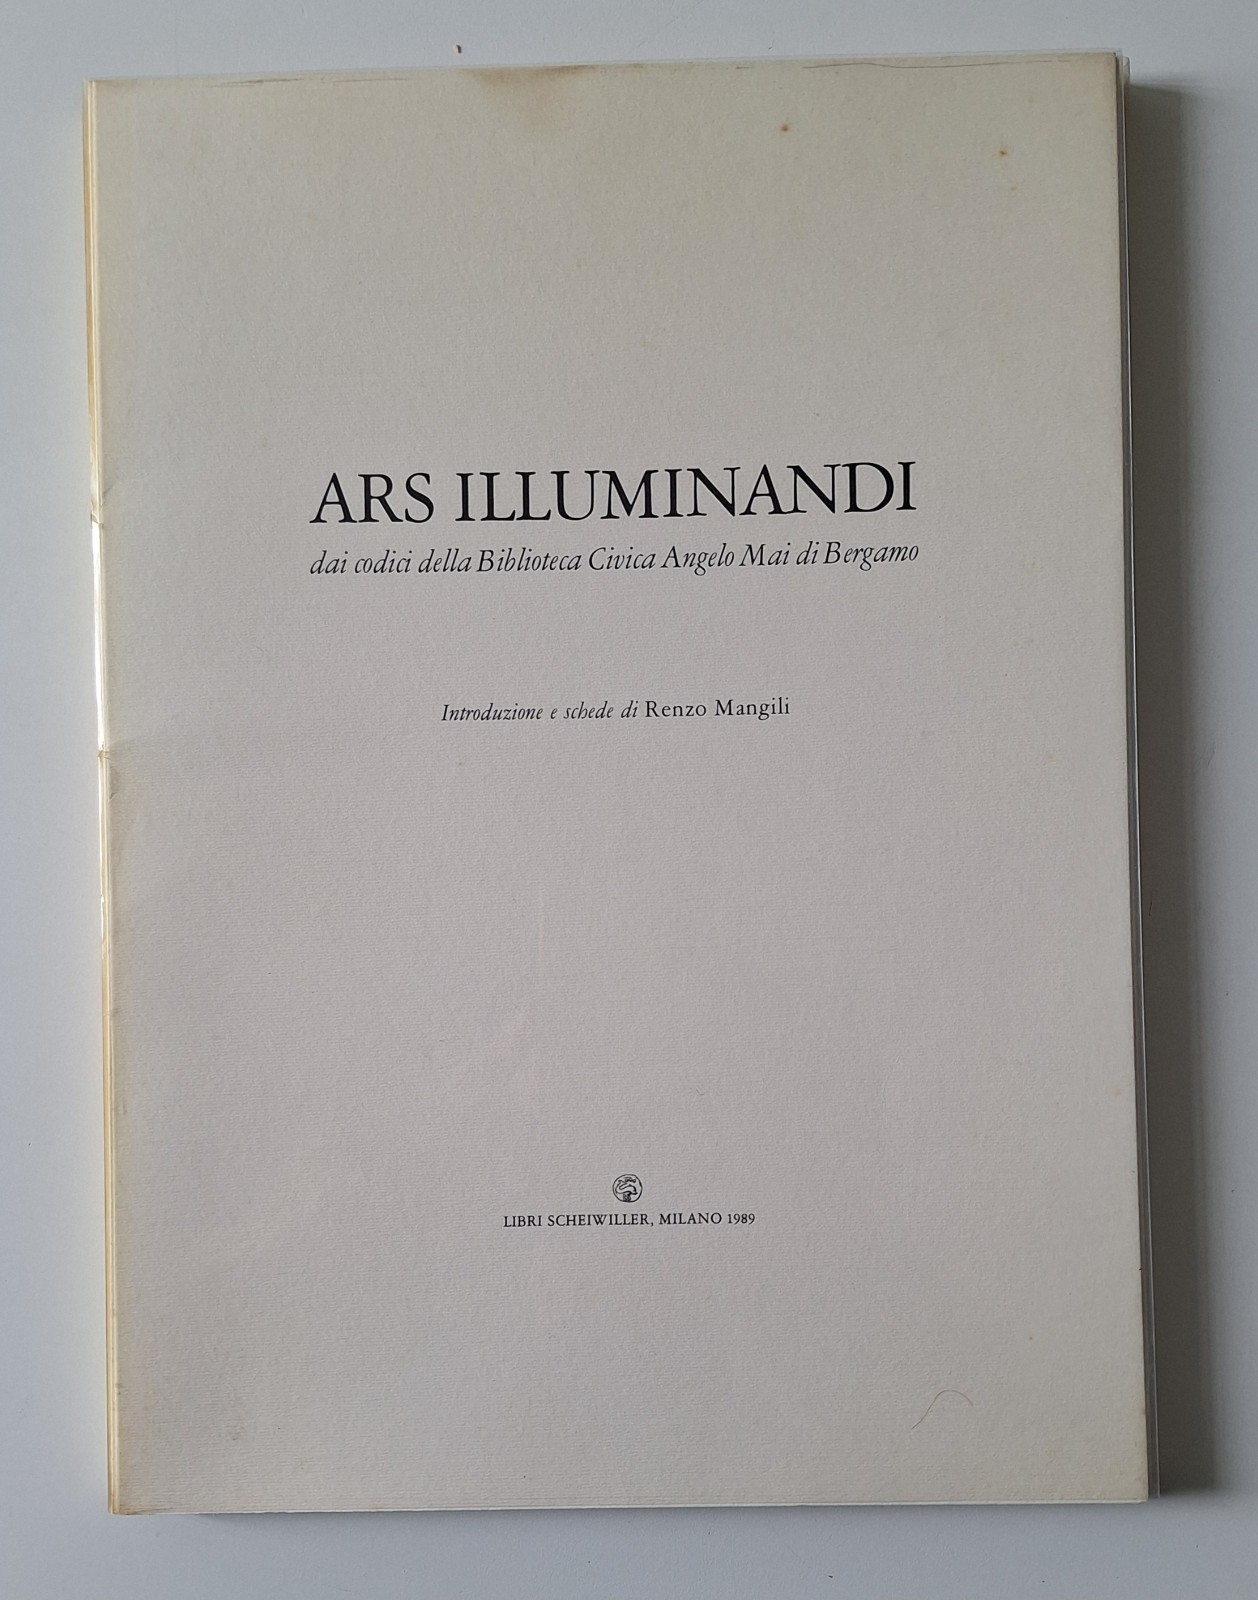 ARS ILLUMINANDI
dai codici della Biblioteca Civica Angelo Mai di Bergamo
Introduzione e schede di Renzo Mangili
LIBRI SCHEIWILLER, MILANO 1989